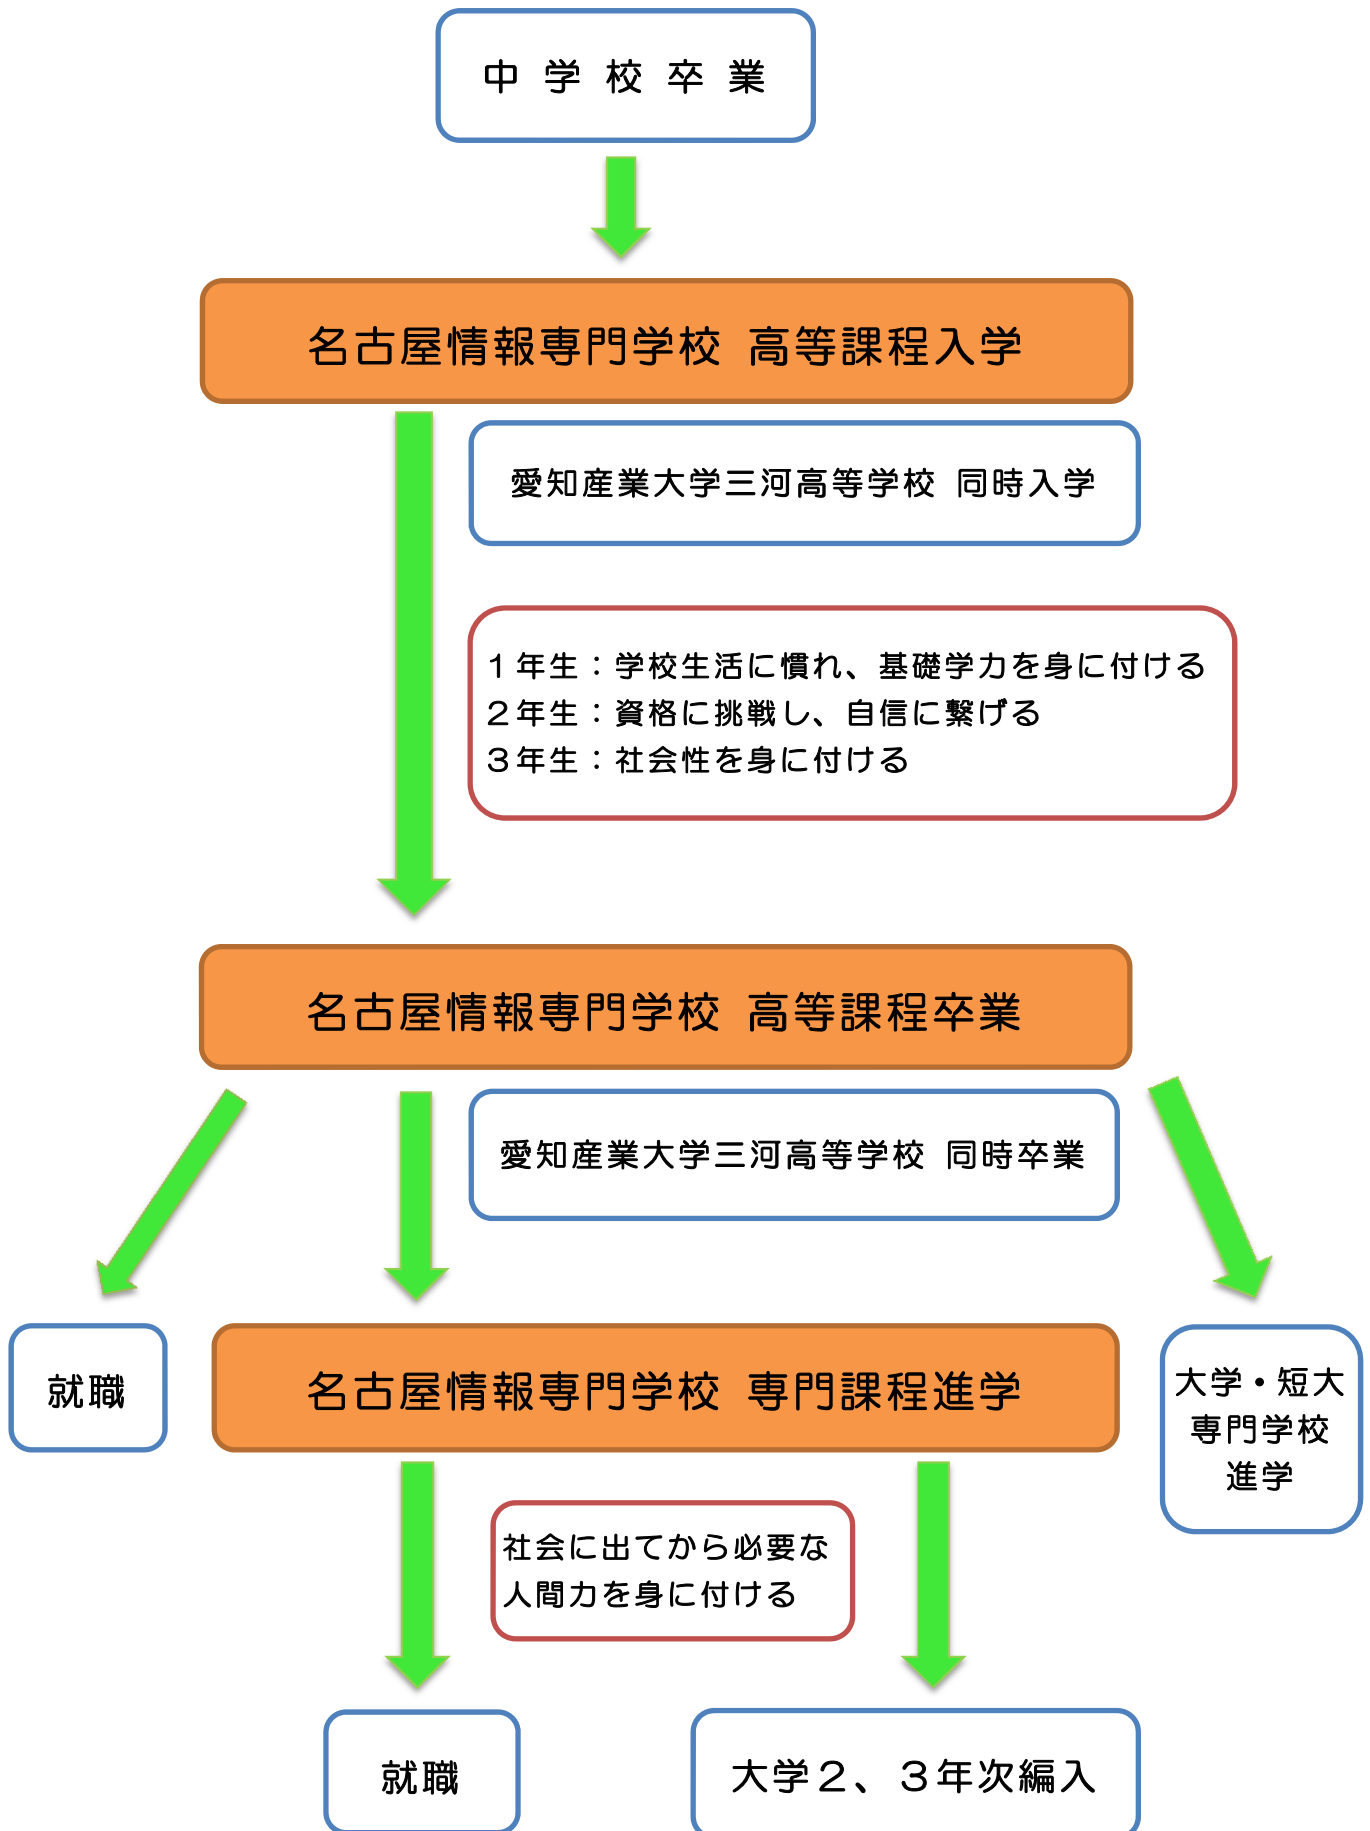 中学校卒業
名古屋情報専門学校 高等課程入学
愛知産業大学三河高等学校 同時入学
１年生：学校生活に慣れ、基礎学力を身に付ける
２年生：資格に挑戦し、自信に繋げる
３年生：社会性を身に付ける
名古屋情報専門学校 高等課程卒業
愛知産業大学三河高等学校 同時卒業
就職
名古屋情報専門学校 専門課程進学
大学・短大
専門学校
進学
社会に出てから必要な
人間力を身に付ける
就職
大学２、３年次編入